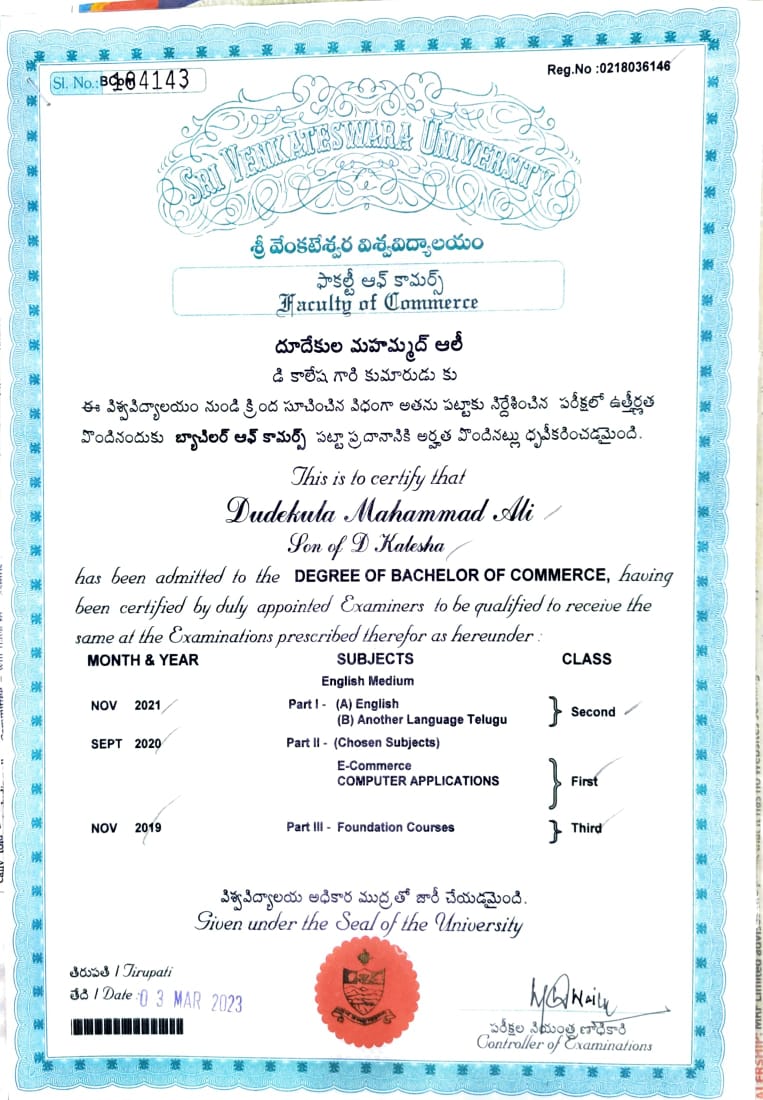 Sl. No.: BCOM 104143
Reg.No :0218036146
SRI VENKATESWARA UNIVERSITY
శ్రీ వేంకటేశ్వర విశ్వవిద్యాలయం
ఫాకల్టీ ఆఫ్ కామర్స్
Faculty of Commerce
దూదేకుల మహమ్మద్ ఆలీ
డి కాలేష గారి కుమారుడు కు
ఈ విశ్వవిద్యాలయం నుండి క్రింద సూచించిన విధంగా అతను పట్టాకు నిర్దేశించిన పరీక్షలో ఉత్తీర్ణత
పొందినందుకు బ్యాచిలర్ ఆఫ్ కామర్స్ పట్టా ప్రదానానికి అర్హత పొందినట్లు ధృవీకరించడమైంది.
This is to certify that
Dudekula Mahammad Ali
Son of D Kalesha
has been admitted to the DEGREE OF BACHELOR OF COMMERCE, having
been certified by duly appointed Examiners to be qualified to receive the
same at the Examinations prescribed therefor as hereunder :
MONTH & YEAR SUBJECTS CLASS
English Medium
NOV 2021 Part I - (A) English
(B) Another Language Telugu } Second
SEPT 2020 Part II - (Chosen Subjects)
E-Commerce
COMPUTER APPLICATIONS } First
NOV 2019 Part III - Foundation Courses } Third
విశ్వవిద్యాలయ అధికార ముద్ర తో జారీ చేయడమైంది.
Given under the Seal of the University
తిరుపతి / Tirupati
తేది / Date : 03 MAR 2023
పరీక్షల నియంత్రణాధికారి
Controller of Examinations